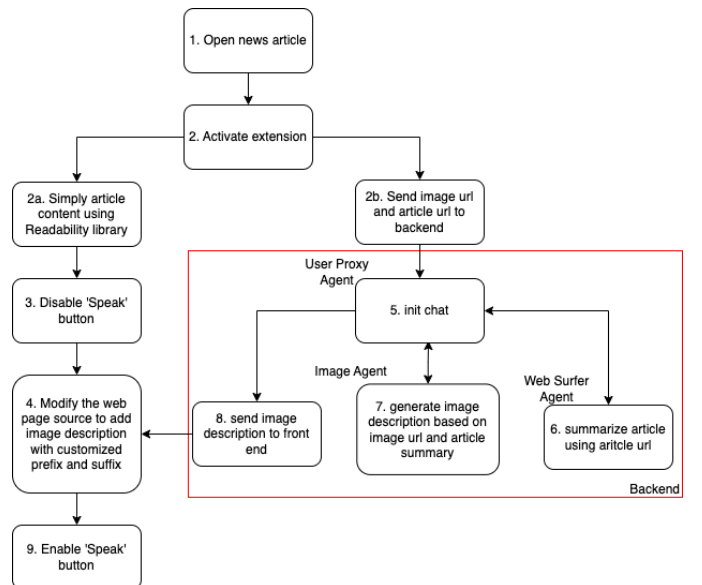 1. Open news article
2. Activate extension
2a. Simply article
content using
Readability library
2b. Send image url
and article url to
backend
User Proxy
Agent
3. Disable 'Speak'
button
5. init chat
Image Agent
Web Surfer
Agent
4. Modify the web
page source to add
image description
with customized
prefix and suffix
8. send image
description to front
end
7. generate image
description based on
image url and article
summary
6. summarize article
using aritcle url
Backend
9. Enable 'Speak'
button